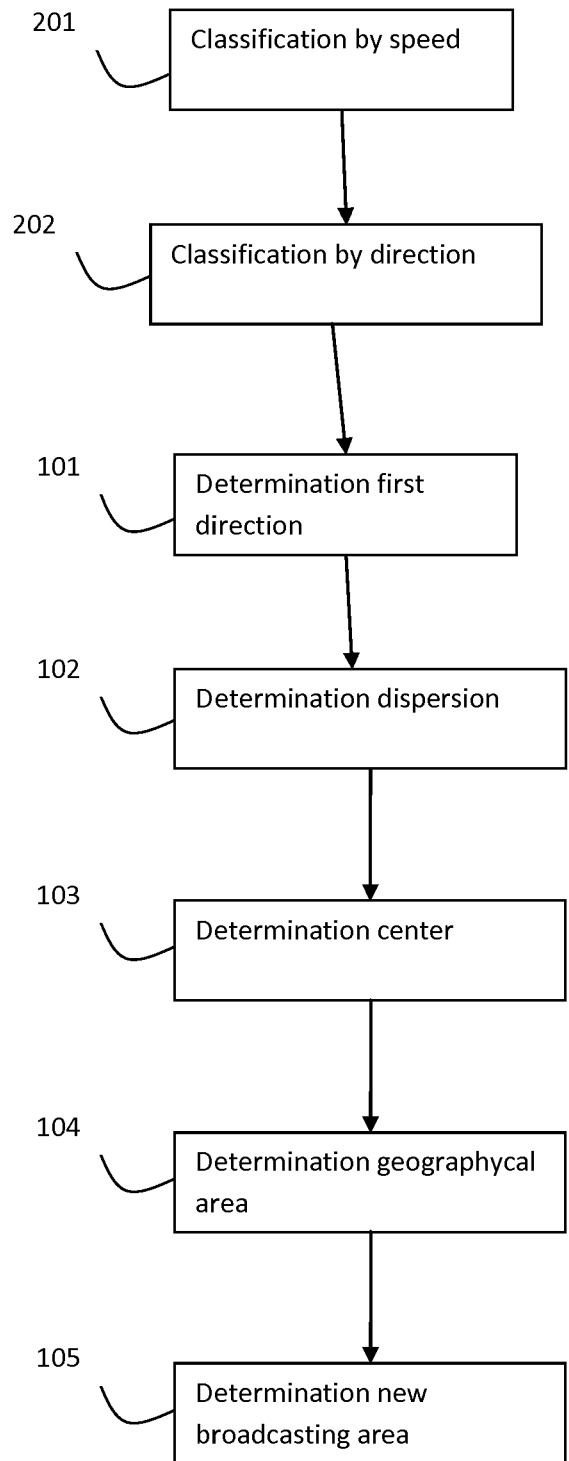 201
Classification by speed
202
Classification by direction
101
Determination first
direction
102
Determination dispersion
103
Determination center
104
Determination geographycal
area
105
Determination new
broadcasting area